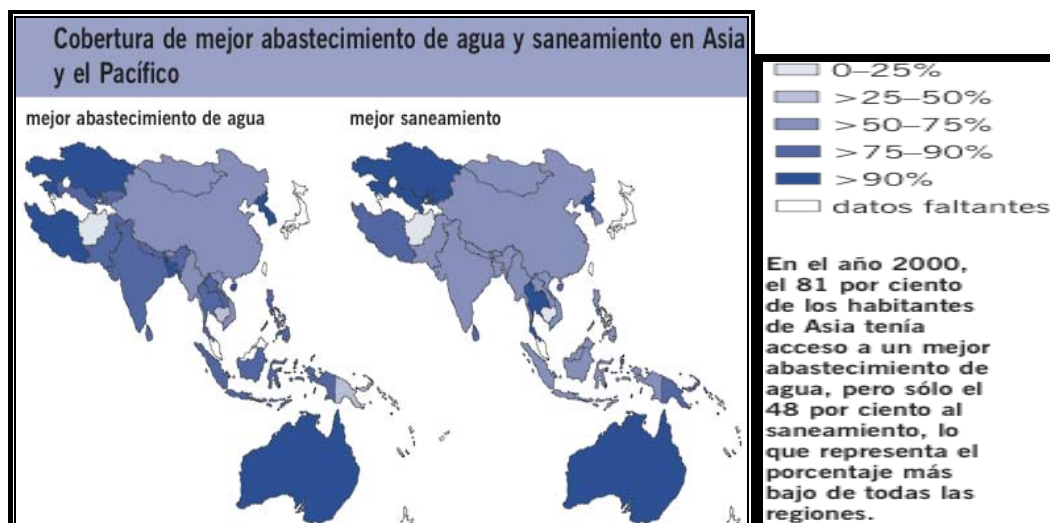 Cobertura de mejor abastecimiento de agua y saneamiento en Asia
y el Pacífico
mejor abastecimiento de agua
mejor saneamiento
0–25%
>25–50%
>50–75%
>75–90%
>90%
datos faltantes
En el año 2000,
el 81 por ciento
de los habitantes
de Asia tenía
acceso a un mejor
abastecimiento de
agua, pero sólo el
48 por ciento al
saneamiento, lo
que representa el
porcentaje más
bajo de todas las
regiones.